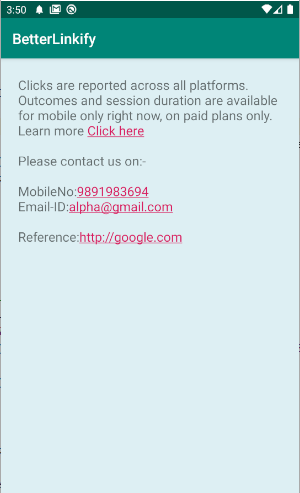 3:50
BetterLinkify
Clicks are reported across all platforms.
Outcomes and session duration are available
for mobile only right now, on paid plans only.
Learn more Click here
Please contact us on:-
MobileNo:9891983694
Email-ID:alpha@gmail.com
Reference:http://google.com